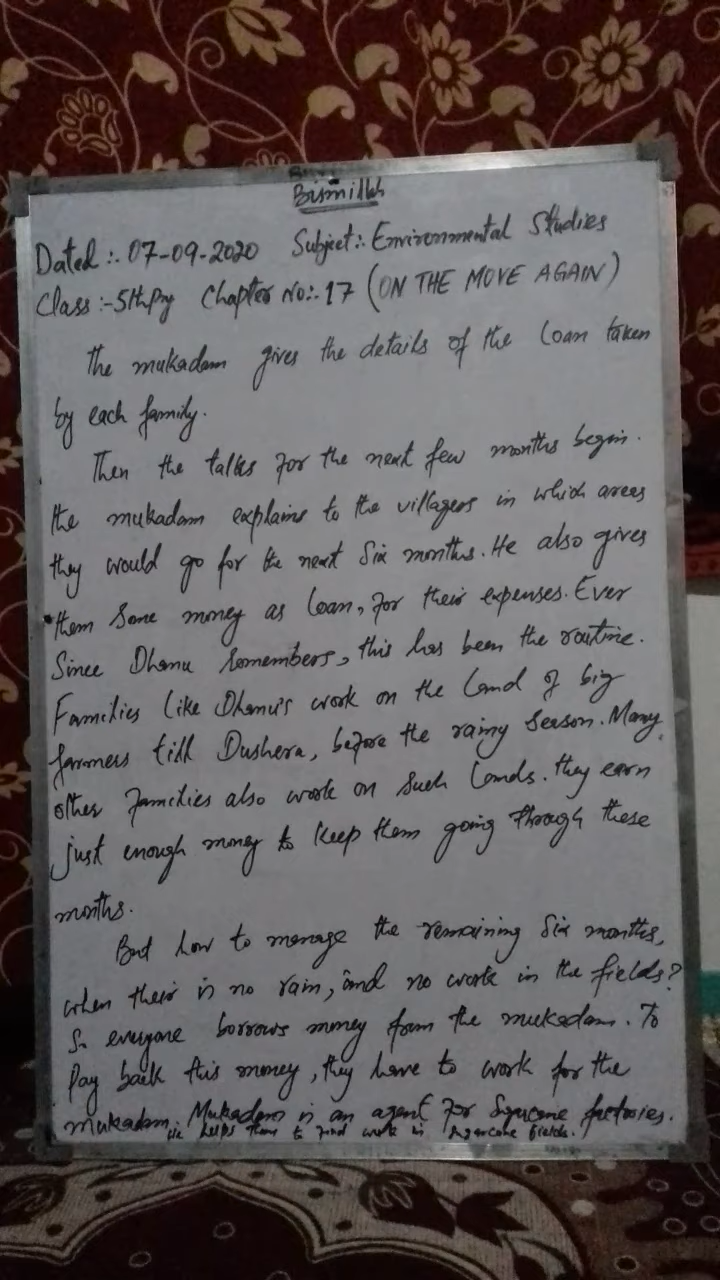 Bismillh
Dated :- 07-09-2020 Subject:- Environmental Studies
Class :- 5th Pry Chapter No:- 17 (ON THE MOVE AGAIN)
The mukadam gives the details of the loan taken
by each family.
Then the talks for the next few months begin.
the mukadam explains to the villagers in which areas
they would go for the next Six months. He also gives
them Some money as loan, for their expenses. Ever
Since Dhanu remembers, this has been the routine.
Families like Dhanu's work on the land of big
farmers till Dushera, before the rainy season. Many
other families also work on such lands. they earn
just enough money to keep them going through these
months.
But how to manage the remaining Six months,
when their is no rain, and no work in the fields?
So everyone borrows money from the mukadam. To
Pay back this money, they have to work for the
mukadam. Mukadam is an agent for Sugarcane factories.
He helps them to find work in Sugarcane fields.